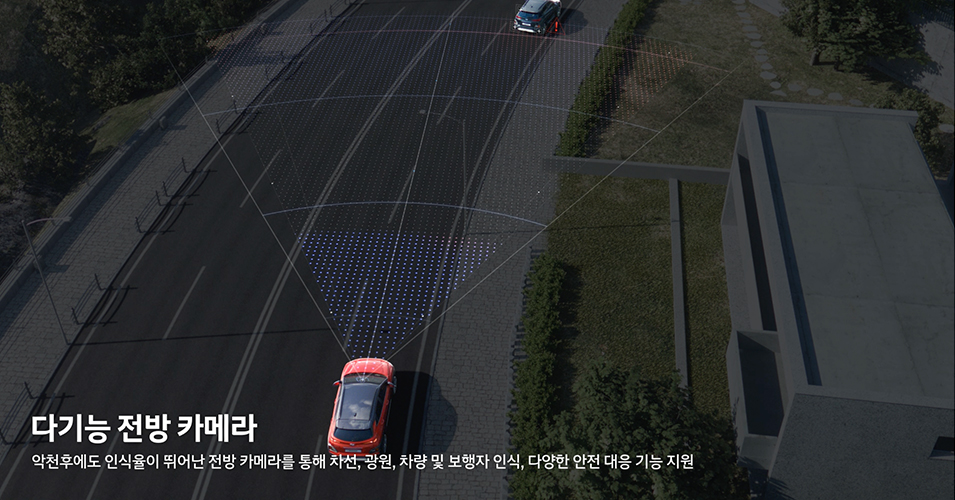 다기능 전방 카메라
악천후에도 인식율이 뛰어난 전방 카메라를 통해 차선, 광원, 차량 및 보행자 인식, 다양한 안전 대응 기능 지원